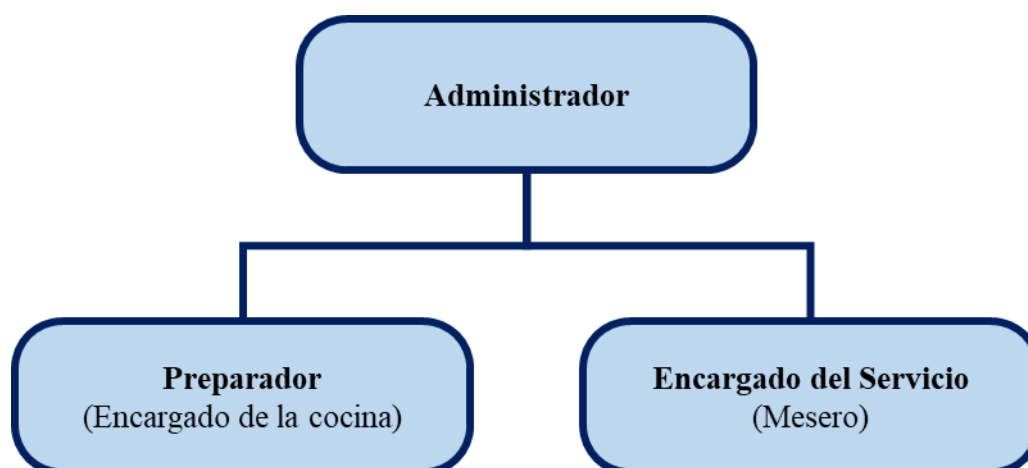 Administrador
Preparador
(Encargado de la cocina)
Encargado del Servicio
(Mesero)